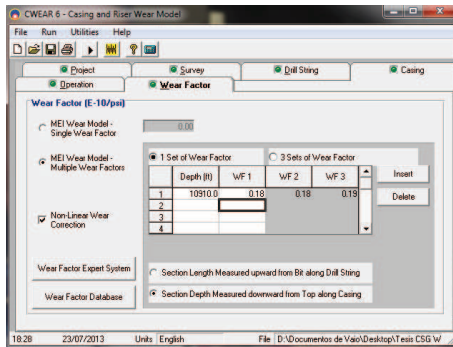 CWEAR 6 - Casing and Riser Wear Model
File Run Utilities Help
Project Survey Drill String Casing
Operation Wear Factor
Wear Factor (E-10/psi)
MEI Wear Model - Single Wear Factor 0.00
MEI Wear Model - Multiple Wear Factors
1 Set of Wear Factor 3 Sets of Wear Factor
Depth (ft) WF 1 WF 2 WF 3
1 10910.0 0.18 0.18 0.19
2
3
4
Insert
Delete
Non-Linear Wear Correction
Wear Factor Expert System
Wear Factor Database
Section Length Measured upward from Bit along Drill String
Section Depth Measured downward from Top along Casing
18:28 23/07/2013 Units English File D:\Documentos de Vaio\Desktop\Tesis CSG W